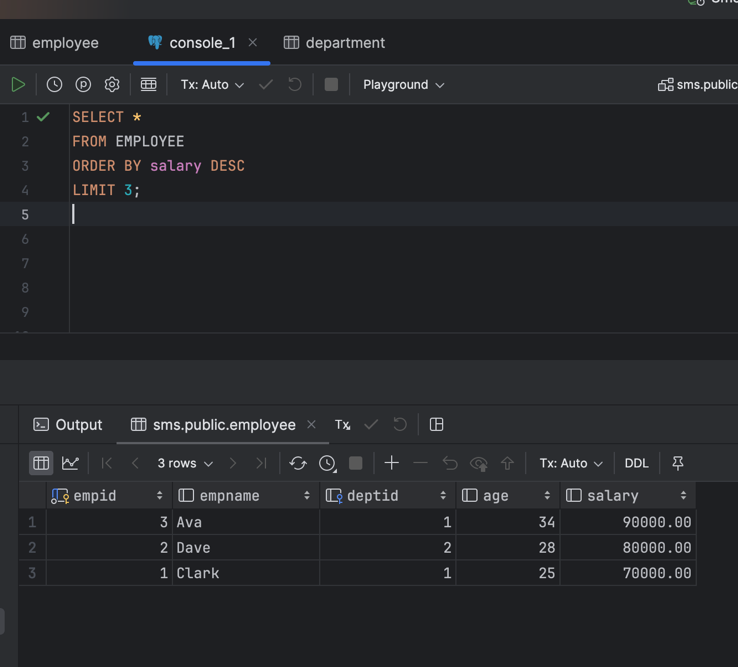 employee console_1 department
Tx: Auto Playground sms.public
1 SELECT *
2 FROM EMPLOYEE
3 ORDER BY salary DESC
4 LIMIT 3;
5
6
7
8
9
Output sms.public.employee Tx
3 rows Tx: Auto DDL
empid empname deptid age salary
1 3 Ava 1 34 90000.00
2 2 Dave 2 28 80000.00
3 1 Clark 1 25 70000.00